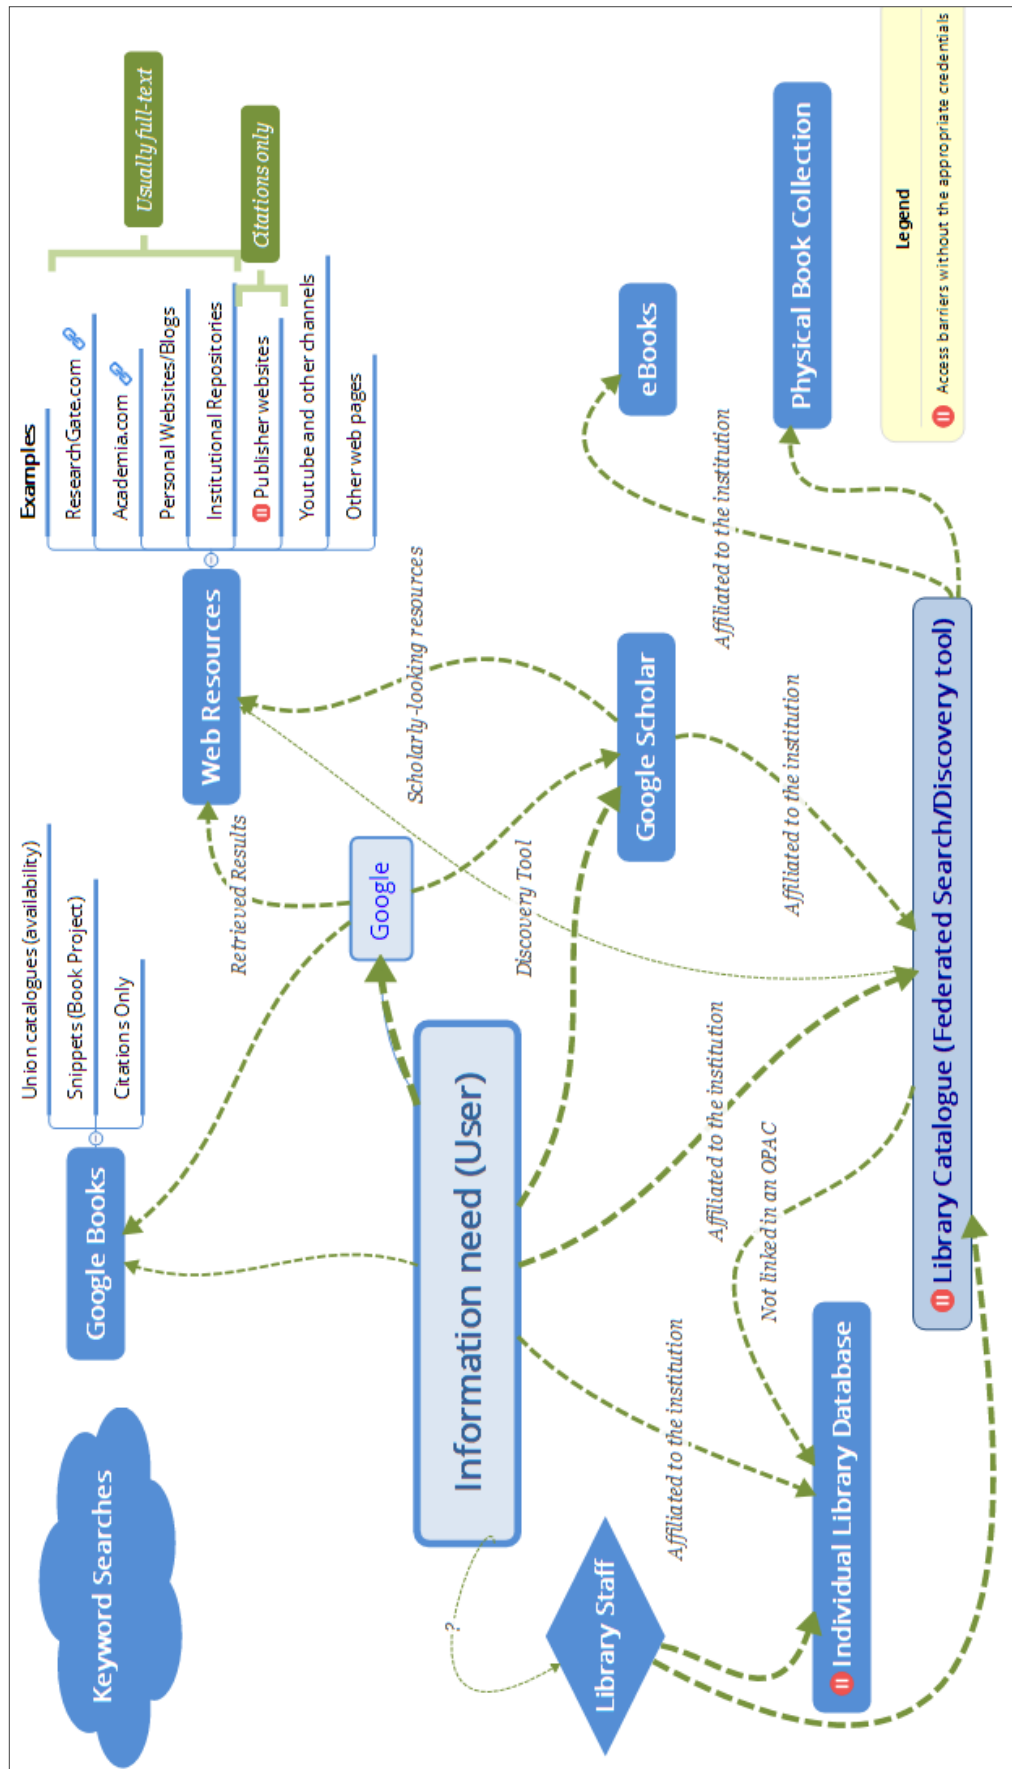 Keyword Searches
Google Books
Union catalogues (availability)
Snippets (Book Project)
Citations Only
Web Resources
Examples
ResearchGate.com
Academia.com
Personal Websites/Blogs
Institutional Repositories
Publisher websites
Youtube and other channels
Other web pages
Usually full-text
Citations only
Retrieved Results
Google
Scholarly-looking resources
Information need (User)
?
Discovery Tool
Google Scholar
eBooks
Library Staff
Affiliated to the institution
Affiliated to the institution
Not linked in an OPAC
Affiliated to the institution
Affiliated to the institution
Physical Book Collection
Individual Library Database
Library Catalogue (Federated Search/Discovery tool)
Legend
Access barriers without the appropriate credentials